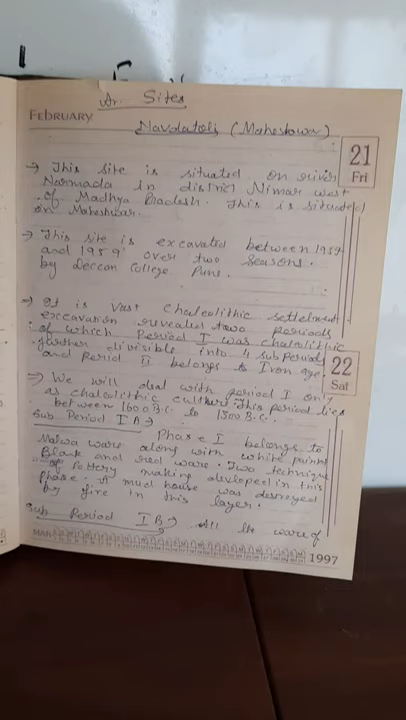 Ar. Sites
FEBRUARY
Navdatoli (Maheshwar)
21
Fri
→ This site is situated on river
Narmada in district Nimar west
of Madhya Pradesh. This is situated
on Maheshwar.
→ This site is excavated between 1957
and 1959 over two seasons.
by Deccan College Pune.
→ It is vast chalcolithic settlement
excavation revealed two periods
of which Period I was chalcolithic
further divisible into 4 sub periods
and period II belongs to Iron age.
22
Sat
→ We will deal with period I only
as chalcolithic culture. This period lies
between 1600 B.C. to 1300 B.C.
Sub Period I A →
Phase I belongs to
Malwa ware along with white paint
Black and red ware. Two technique
of Pottery making devloped in this
Phase. A mud house was destroyed
by fire in this layer.
Sub Period I B → All the ware of
MAR
1997